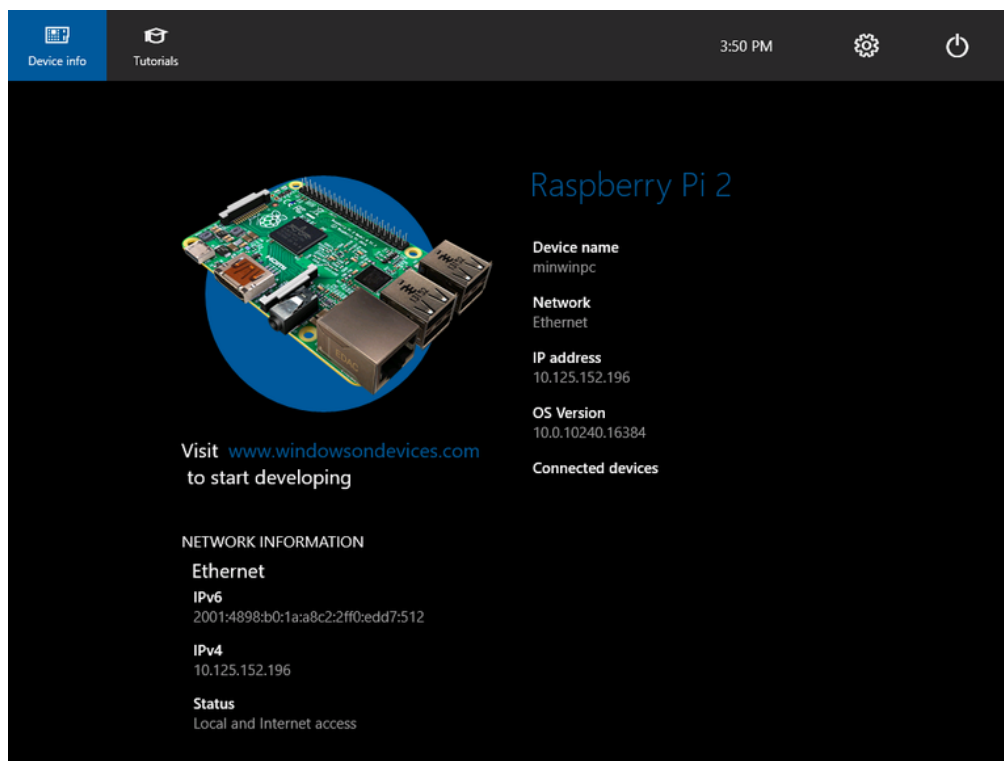 Device info
Tutorials
3:50 PM
Raspberry Pi 2
Device name
minwinpc
Network
Ethernet
IP address
10.125.152.196
OS Version
10.0.10240.16384
Connected devices
Visit www.windowsondevices.com
to start developing
NETWORK INFORMATION
Ethernet
IPv6
2001:4898:b0:1a:a8c2:2ff0:edd7:512
IPv4
10.125.152.196
Status
Local and Internet access
HDMI
EDAC